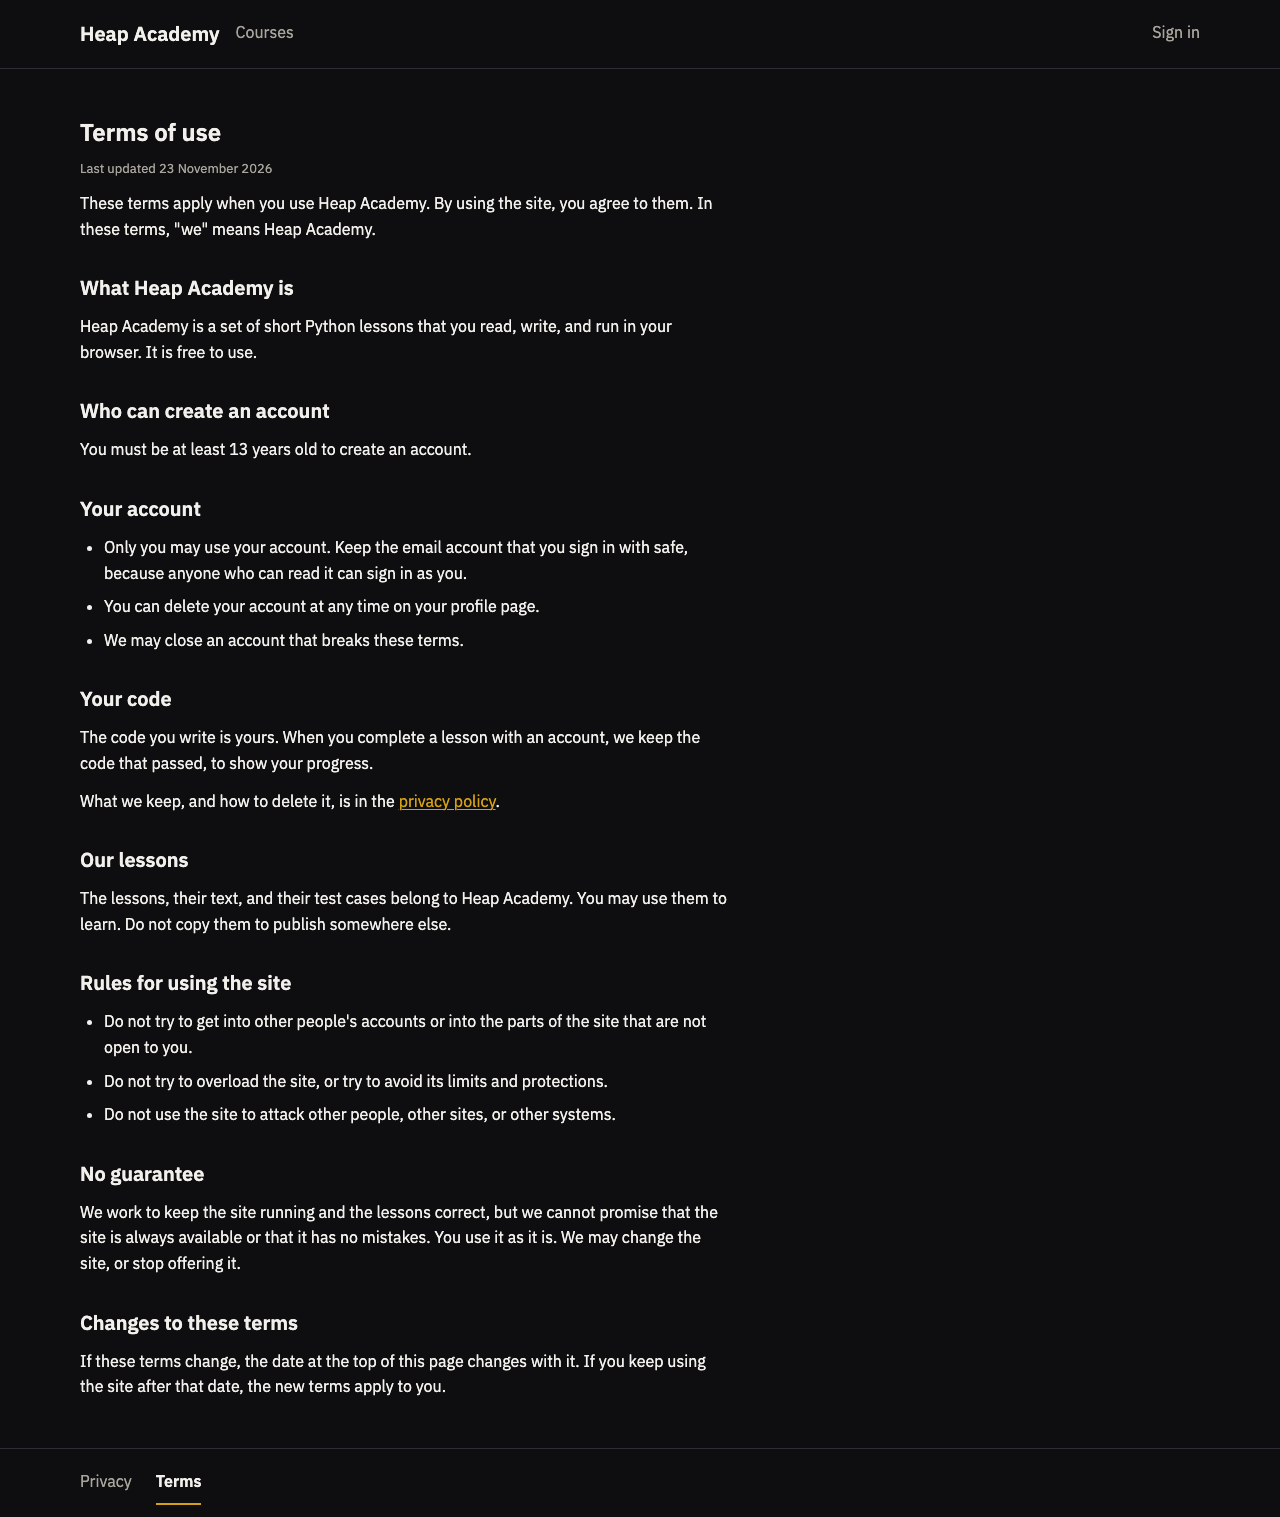 Heap Academy Courses Sign in
Terms of use
Last updated 23 November 2026
These terms apply when you use Heap Academy. By using the site, you agree to them. In
these terms, "we" means Heap Academy.
What Heap Academy is
Heap Academy is a set of short Python lessons that you read, write, and run in your
browser. It is free to use.
Who can create an account
You must be at least 13 years old to create an account.
Your account
• Only you may use your account. Keep the email account that you sign in with safe,
because anyone who can read it can sign in as you.
• You can delete your account at any time on your profile page.
• We may close an account that breaks these terms.
Your code
The code you write is yours. When you complete a lesson with an account, we keep the
code that passed, to show your progress.
What we keep, and how to delete it, is in the privacy policy.
Our lessons
The lessons, their text, and their test cases belong to Heap Academy. You may use them to
learn. Do not copy them to publish somewhere else.
Rules for using the site
• Do not try to get into other people's accounts or into the parts of the site that are not
open to you.
• Do not try to overload the site, or try to avoid its limits and protections.
• Do not use the site to attack other people, other sites, or other systems.
No guarantee
We work to keep the site running and the lessons correct, but we cannot promise that the
site is always available or that it has no mistakes. You use it as it is. We may change the
site, or stop offering it.
Changes to these terms
If these terms change, the date at the top of this page changes with it. If you keep using
the site after that date, the new terms apply to you.
Privacy Terms